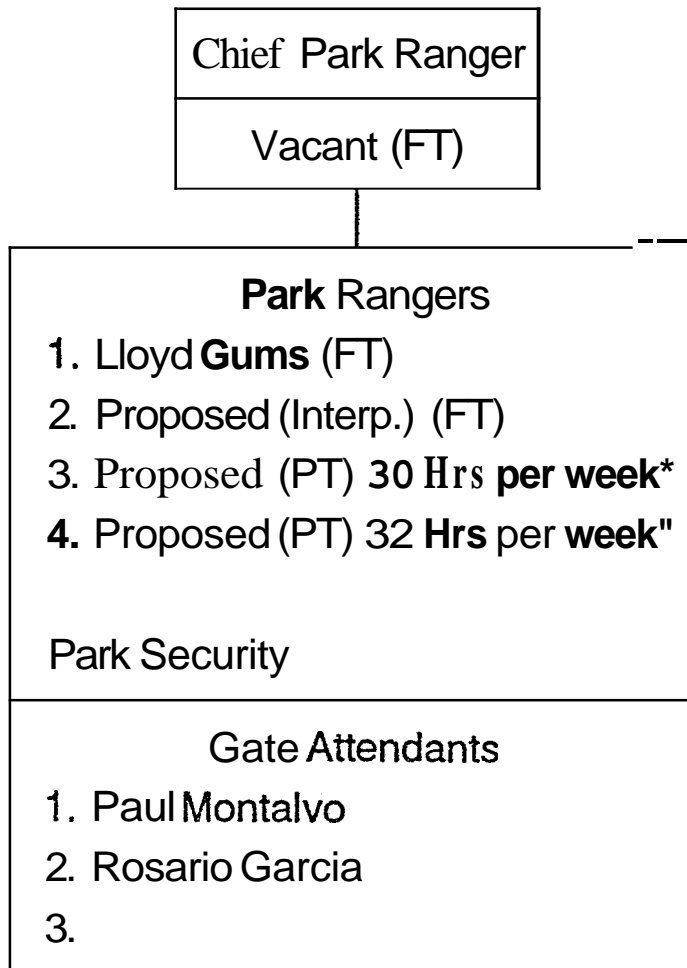 Chief Park Ranger
Vacant (FT)
Park Rangers
1. Lloyd Gums (FT)
2. Proposed (Interp.) (FT)
3. Proposed (PT) 30 Hrs per week*
4. Proposed (PT) 32 Hrs per week"
Park Security
Gate Attendants
1. Paul Montalvo
2. Rosario Garcia
3.